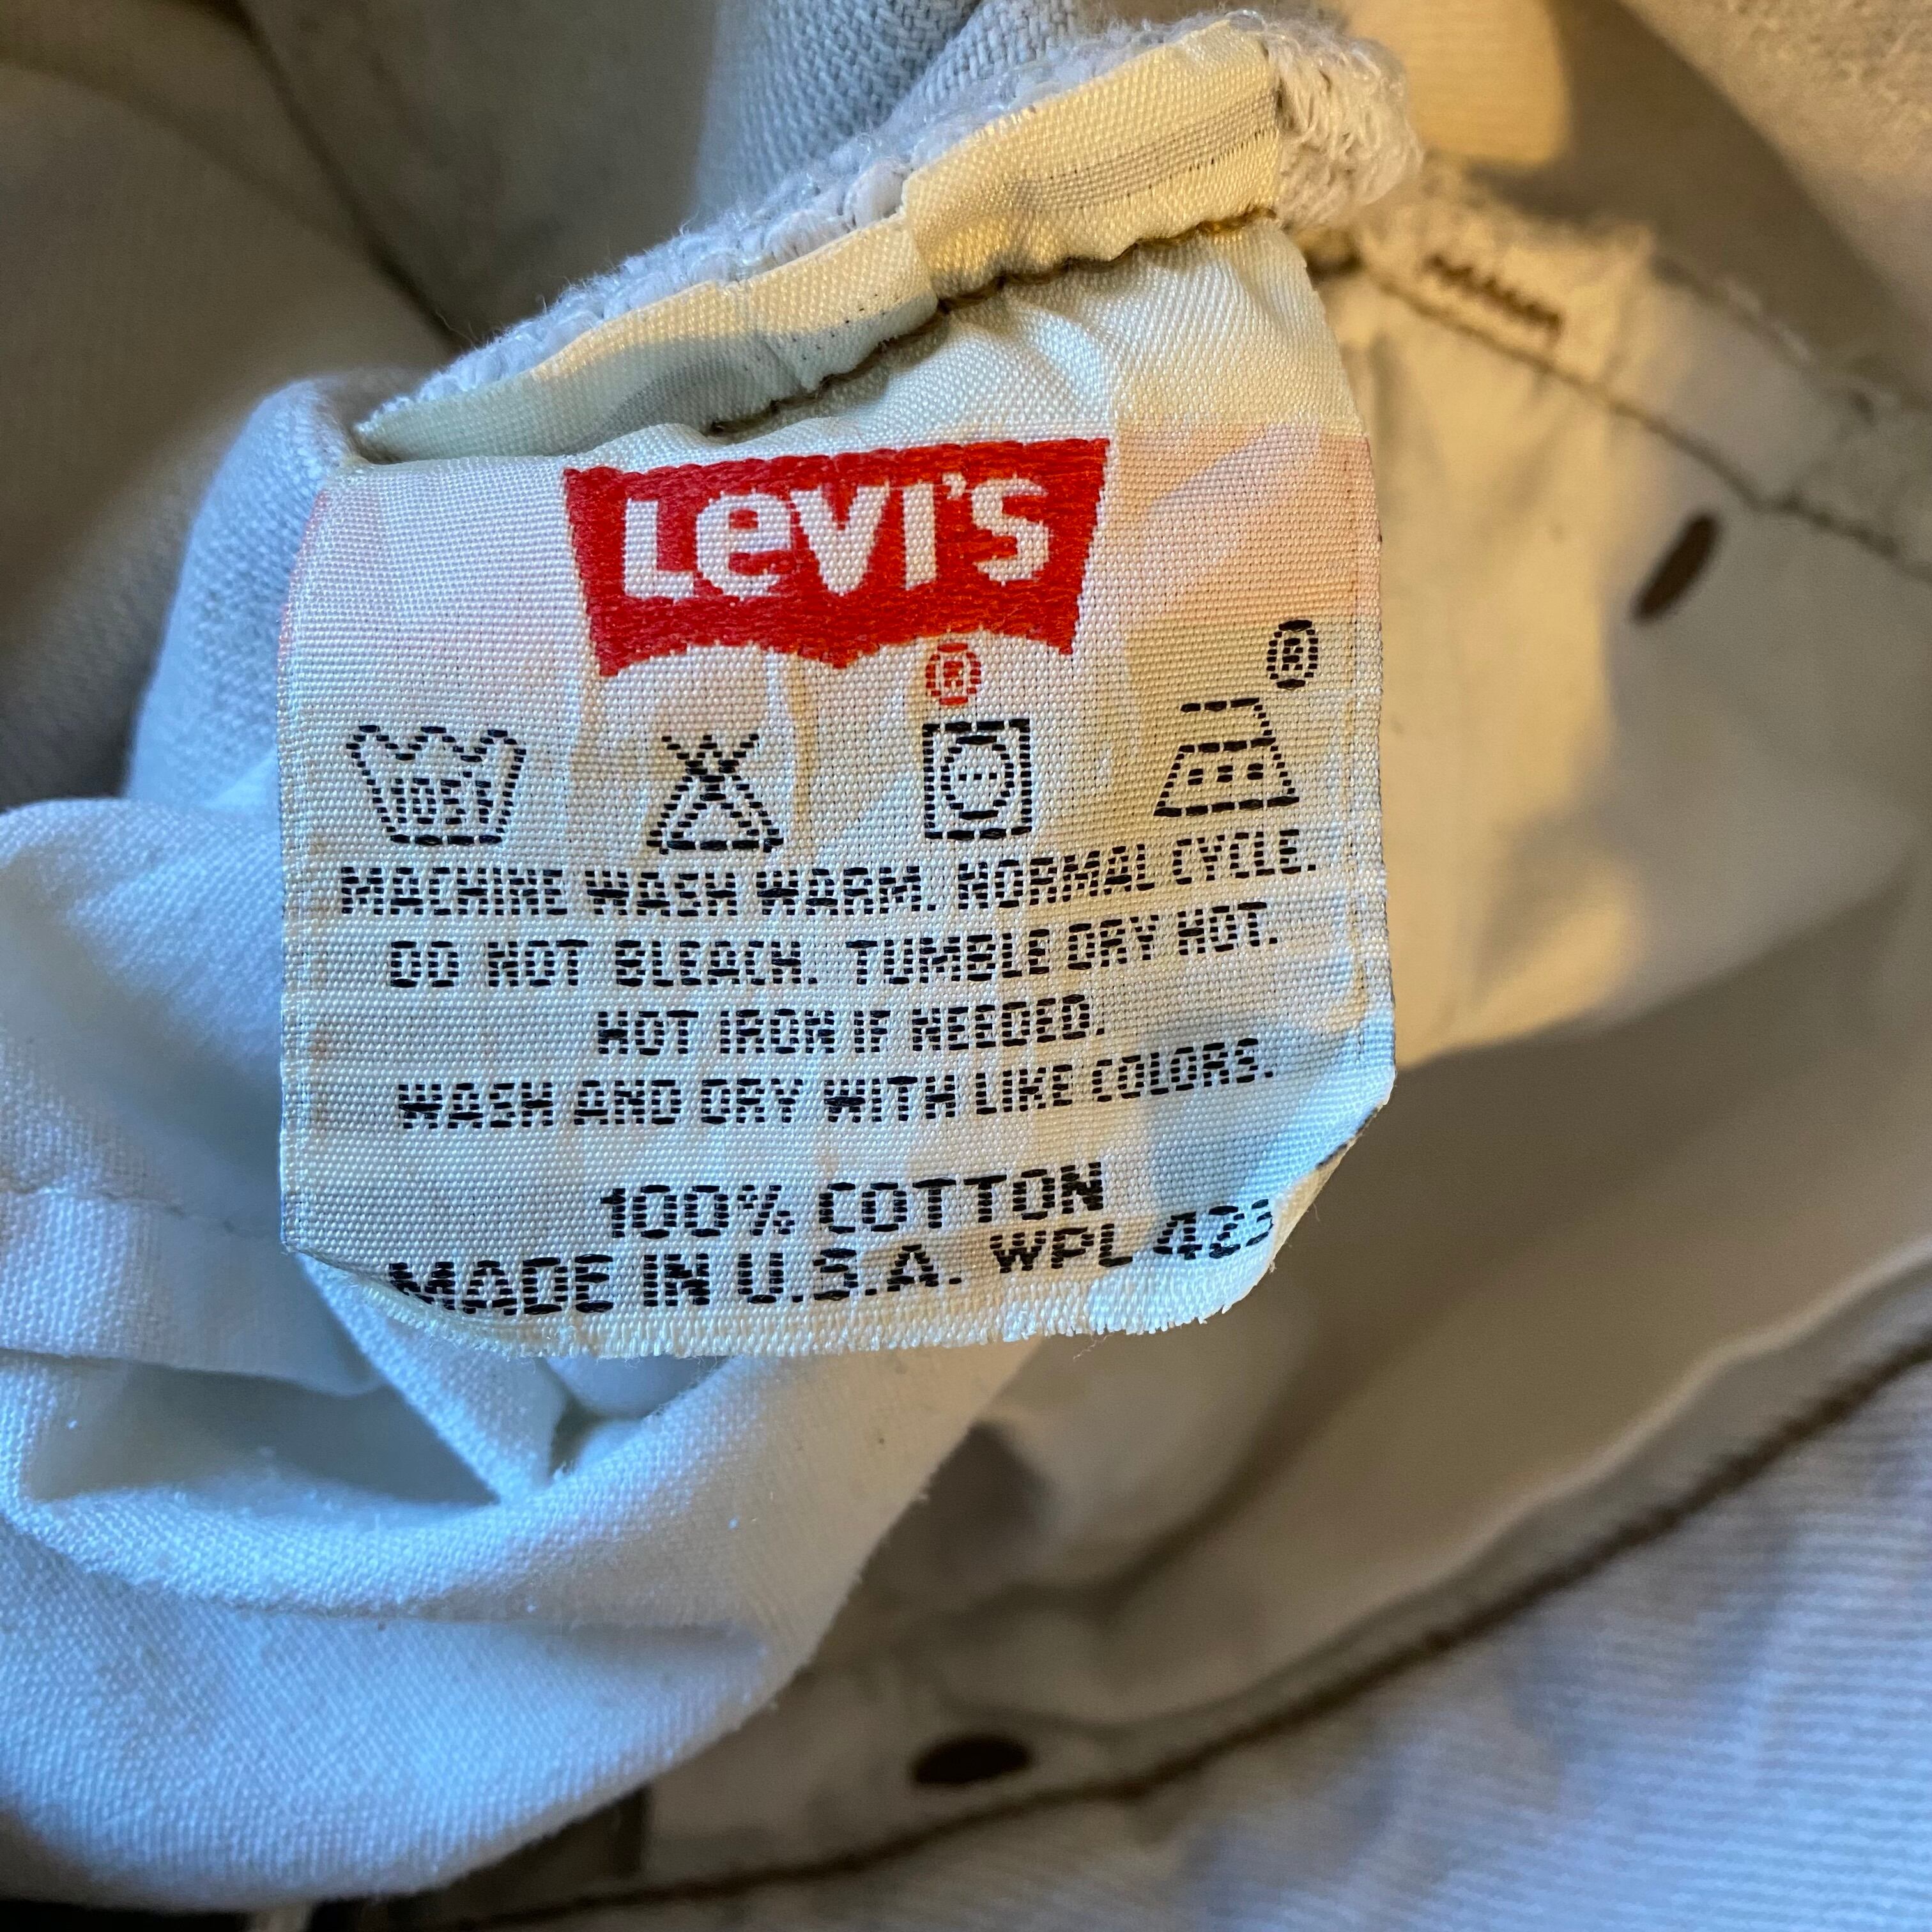 LEVI'S
®
®
105°F
MACHINE WASH WARM. NORMAL CYCLE.
DO NOT BLEACH. TUMBLE DRY HOT.
HOT IRON IF NEEDED.
WASH AND DRY WITH LIKE COLORS.
100% COTTON
MADE IN U.S.A. WPL 423